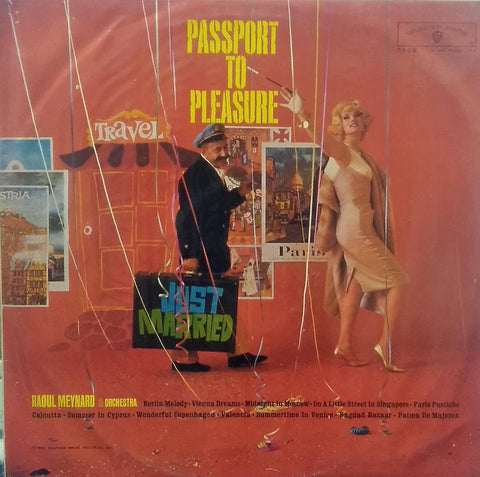 PASSPORT
TO
PLEASURE
TRAVEL
STRIA
Paris
JUST
MARRIED
RAOUL MEYNARD & ORCHESTRA Berlin Melody • Vienna Dreams • Midnight in Moscow • On A Little Street In Singapore • Paris Pastiche
Calcutta • Summer in Cyprus • Wonderful Copenhagen • Valencia • Summertime in Venice • Bagdad Bazaar • Palma De Majorca